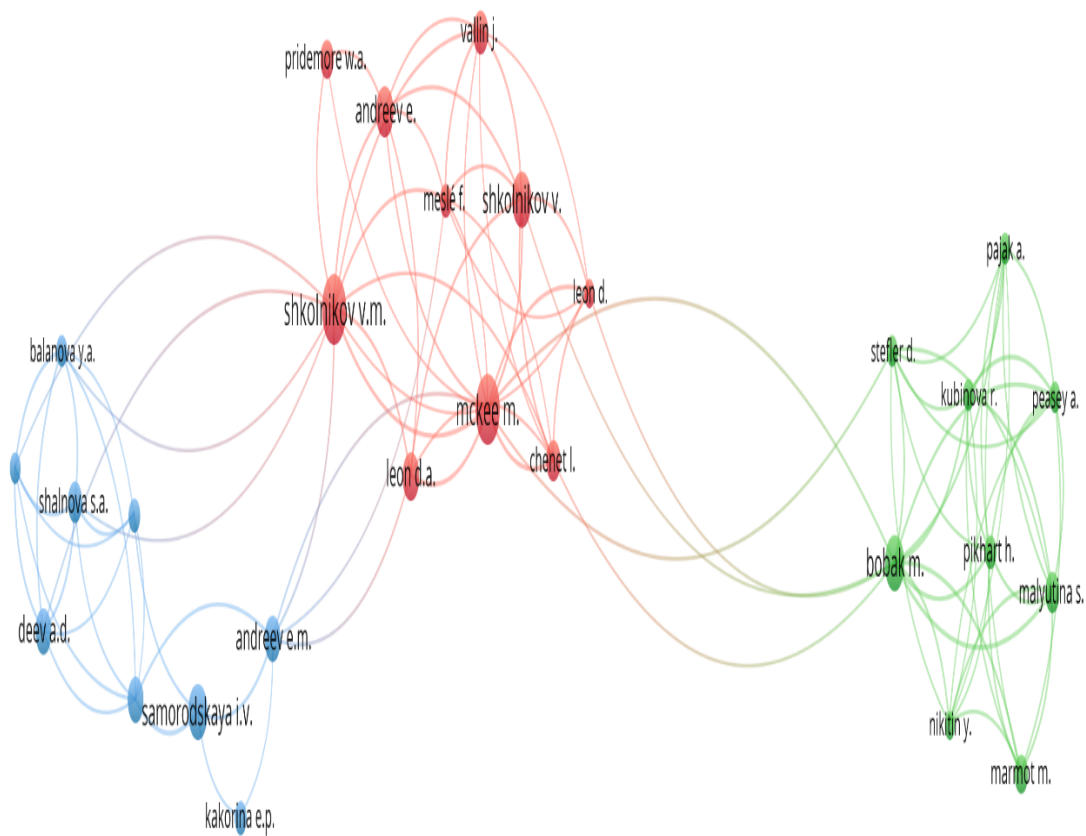 vallin j.
pridemore w.a.
andreev e.
meslé f.
shkolnikov v.
pajak a.
leon d.
shkolnikov v.m.
balanova y.a.
stefler d.
kubinova r.
peasey a.
mckee m.
chenet l.
leon d.a.
shalnova s.a.
pikhart h.
bobak m.
malyutina s.
deev a.d.
andreev e.m.
samorodskaya i.v.
nikitin y.
marmot m.
kakorina e.p.